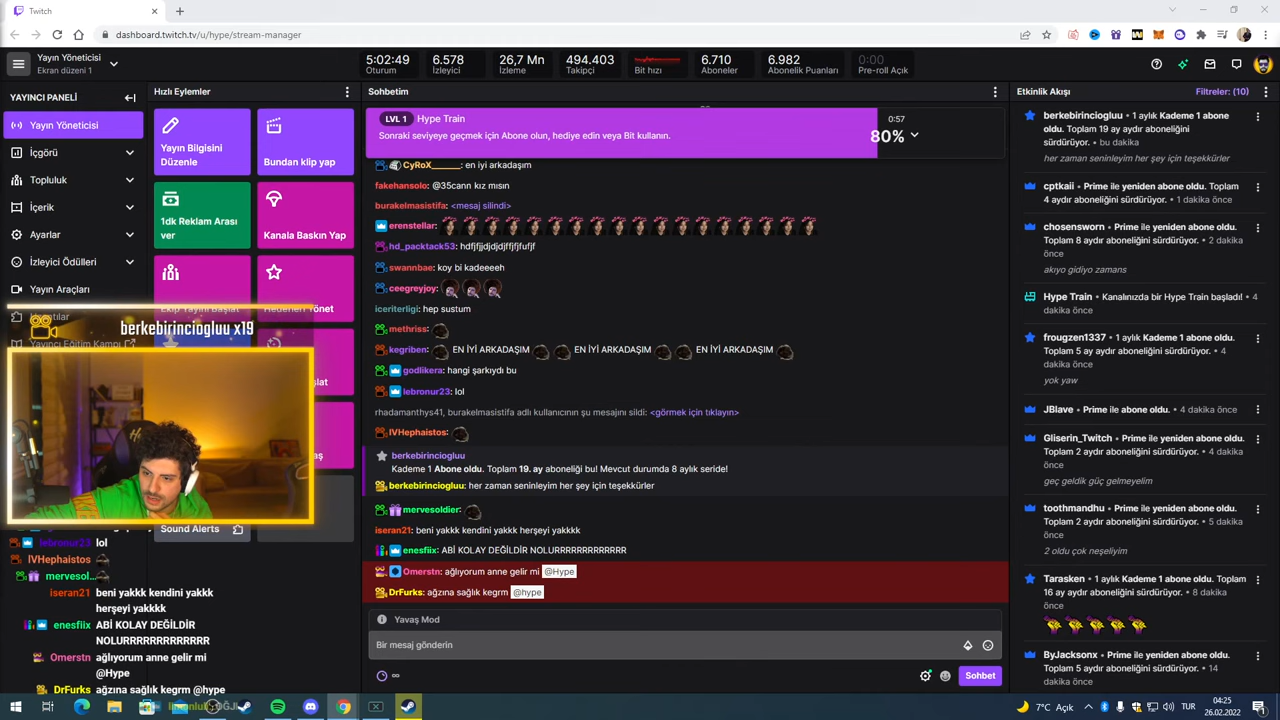 Twitch
dashboard.twitch.tv/u/hype/stream-manager
Yayın Yöneticisi
Ekran düzeni 1
5:02:49
Oturum
6.578
İzleyici
26,7 Mn
İzleme
494.403
Takipçi
Bit hızı
6.710
Aboneler
6.982
Abonelik Puanları
0:00
Pre-roll Açık
YAYINCI PANELİ
Yayın Yöneticisi
İçgörü
Topluluk
İçerik
Ayarlar
İzleyici Ödülleri
Yayın Araçları
Yayıncı Eğitim Kampı
Hızlı Eylemler
Yayın Bilgisini
Düzenle
Bundan klip yap
1dk Reklam Arası
ver
Kanala Baskın Yap
Ekip Yayını Başlat
Hedefleri Yönet
Sound Alerts
berkebirincioglu x19
lebronur23 lol
IVHephaistos
mervesol...
iseran21 beni yakkk kendini yakkk
herşeyi yakkkk
enesfiix ABİ KOLAY DEĞİLDİR
NOLURRRRRRRRRRRR
Omerstn ağlıyorum anne gelir mi
@Hype
DrFurks ağzına sağlık kegrm @hype
Sohbetim
LVL 1 Hype Train
Sonraki seviyeye geçmek için Abone olun, hediye edin veya Bit kullanın.
0:57
80%
CyRoX______: en iyi arkadaşım
fakehansolo: @35cann kız mısın
burakelmasistifa: <mesaj silindi>
erenstellar:
hd_packtack53: hdfjfjjdjdjdjffjfjfufjf
swannbae: koy bi kadeeeeh
ceegreyjoy:
iceriterligi: hep sustum
methriss:
kegriben: EN İYİ ARKADAŞIM EN İYİ ARKADAŞIM EN İYİ ARKADAŞIM
godlikera: hangi şarkıydı bu
lebronur23: lol
rhadamanthys41, burakelmasistifa adlı kullanıcının şu mesajını sildi: <görmek için tıklayın>
IVHephaistos:
berkebirinciogluu
Kademe 1 Abone oldu. Toplam 19. ay aboneliği bu! Mevcut durumda 8 aylık seride!
berkebirinciogluu: her zaman seninleyim her şey için teşekkürler
mervesoldier:
iseran21: beni yakkk kendini yakkk herşeyi yakkkk
enesfiix: ABİ KOLAY DEĞİLDİR NOLURRRRRRRRRRRR
Omerstn: ağlıyorum anne gelir mi @Hype
DrFurks: ağzına sağlık kegrm @hype
Yavaş Mod
Bir mesaj gönderin
Sohbet
Etkinlik Akışı
Filtreler: (10)
berkebirinciogluu • 1 aylık Kademe 1 abone
oldu. Toplam 19 ay aydır aboneliğini
sürdürüyor. • bu dakika
her zaman seninleyim her şey için teşekkürler
cptkaii • Prime ile yeniden abone oldu. Toplam
4 aydır aboneliğini sürdürüyor. • 1 dakika önce
chosensworn • Prime ile yeniden abone oldu.
Toplam 8 aydır aboneliğini sürdürüyor. • 2 dakika
önce
akıyo gidiyo zamans
Hype Train • Kanalınızda bir Hype Train başladı! • 4
dakika önce
frougzen1337 • 1 aylık Kademe 1 abone oldu.
Toplam 5 ay aydır aboneliğini sürdürüyor. • 4
dakika önce
yok yaw
JBlave • Prime ile abone oldu. • 4 dakika önce
Gliserin_Twitch • Prime ile yeniden abone oldu.
Toplam 2 aydır aboneliğini sürdürüyor. • 4 dakika
önce
geç geldik güç gelmeyelim
toothmandhu • Prime ile yeniden abone oldu.
Toplam 2 aydır aboneliğini sürdürüyor. • 5 dakika
önce
2 oldu çok neşeliyim
Tarasken • 1 aylık Kademe 1 abone oldu. Toplam
16 ay aydır aboneliğini sürdürüyor. • 8 dakika
önce
ByJacksonx • Prime ile yeniden abone oldu.
Toplam 5 aydır aboneliğini sürdürüyor. • 14
dakika önce
7°C Açık
TUR
04:25
26.02.2022